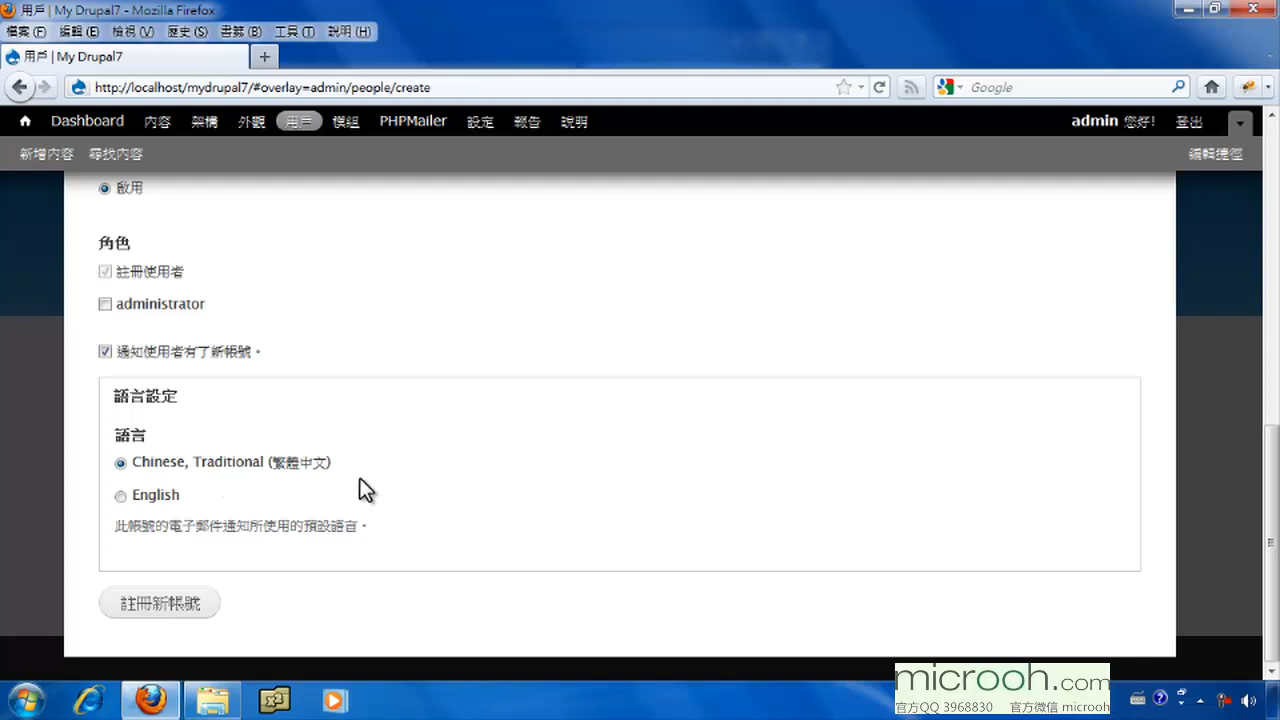 用戶 | My Drupal7 - Mozilla Firefox
檔案 (F) 編輯 (E) 檢視 (V) 歷史 (S) 書籤 (B) 工具 (T) 說明 (H)
用戶 | My Drupal7
http://localhost/mydrupal7/#overlay=admin/people/create
Google
Dashboard 內容 架構 外觀 用戶 模組 PHPMailer 設定 報告 說明 admin 您好! 登出
新增內容 尋找內容 編輯捷徑
啟用
角色
註冊使用者
administrator
通知使用者有了新帳號。
語言設定
語言
Chinese, Traditional (繁體中文)
English
此帳號的電子郵件通知所使用的預設語言。
註冊新帳號
microoh.com
官方QQ 3968830 官方微信 microoh